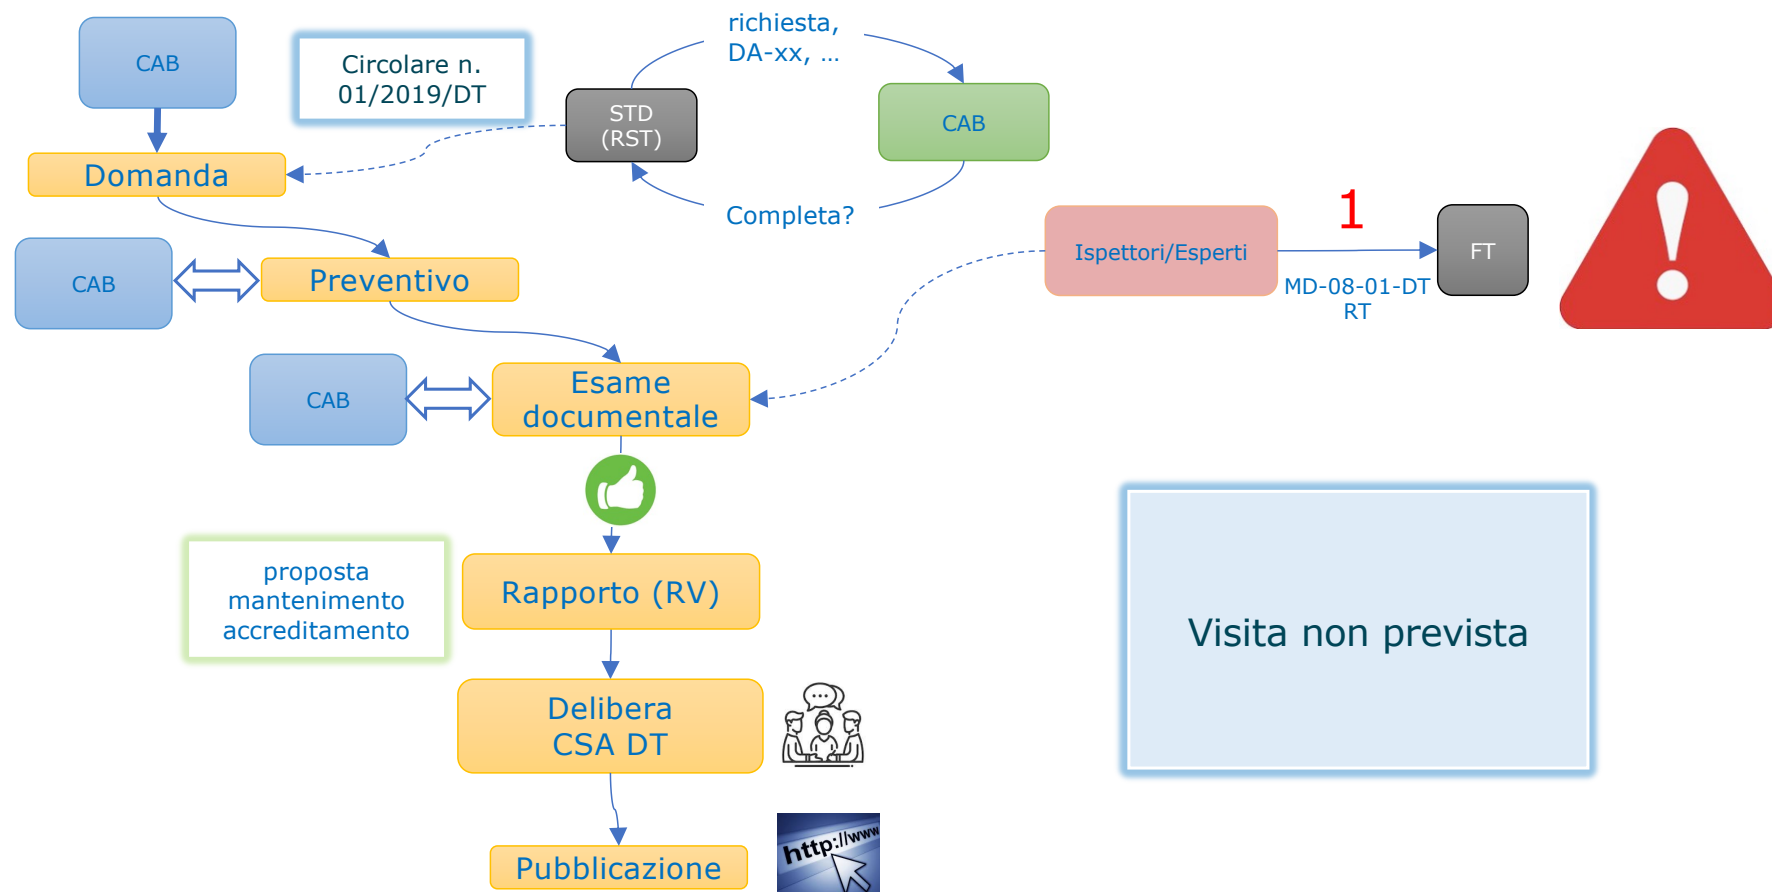 CAB
Circolare n.
01/2019/DT
richiesta,
DA-xx, …
STD
(RST)
CAB
Completa?
Domanda
CAB
Preventivo
Ispettori/Esperti
1
MD-08-01-DT
RT
FT
CAB
Esame
documentale
proposta
mantenimento
accreditamento
Rapporto (RV)
Visita non prevista
Delibera
CSA DT
Pubblicazione
http://www